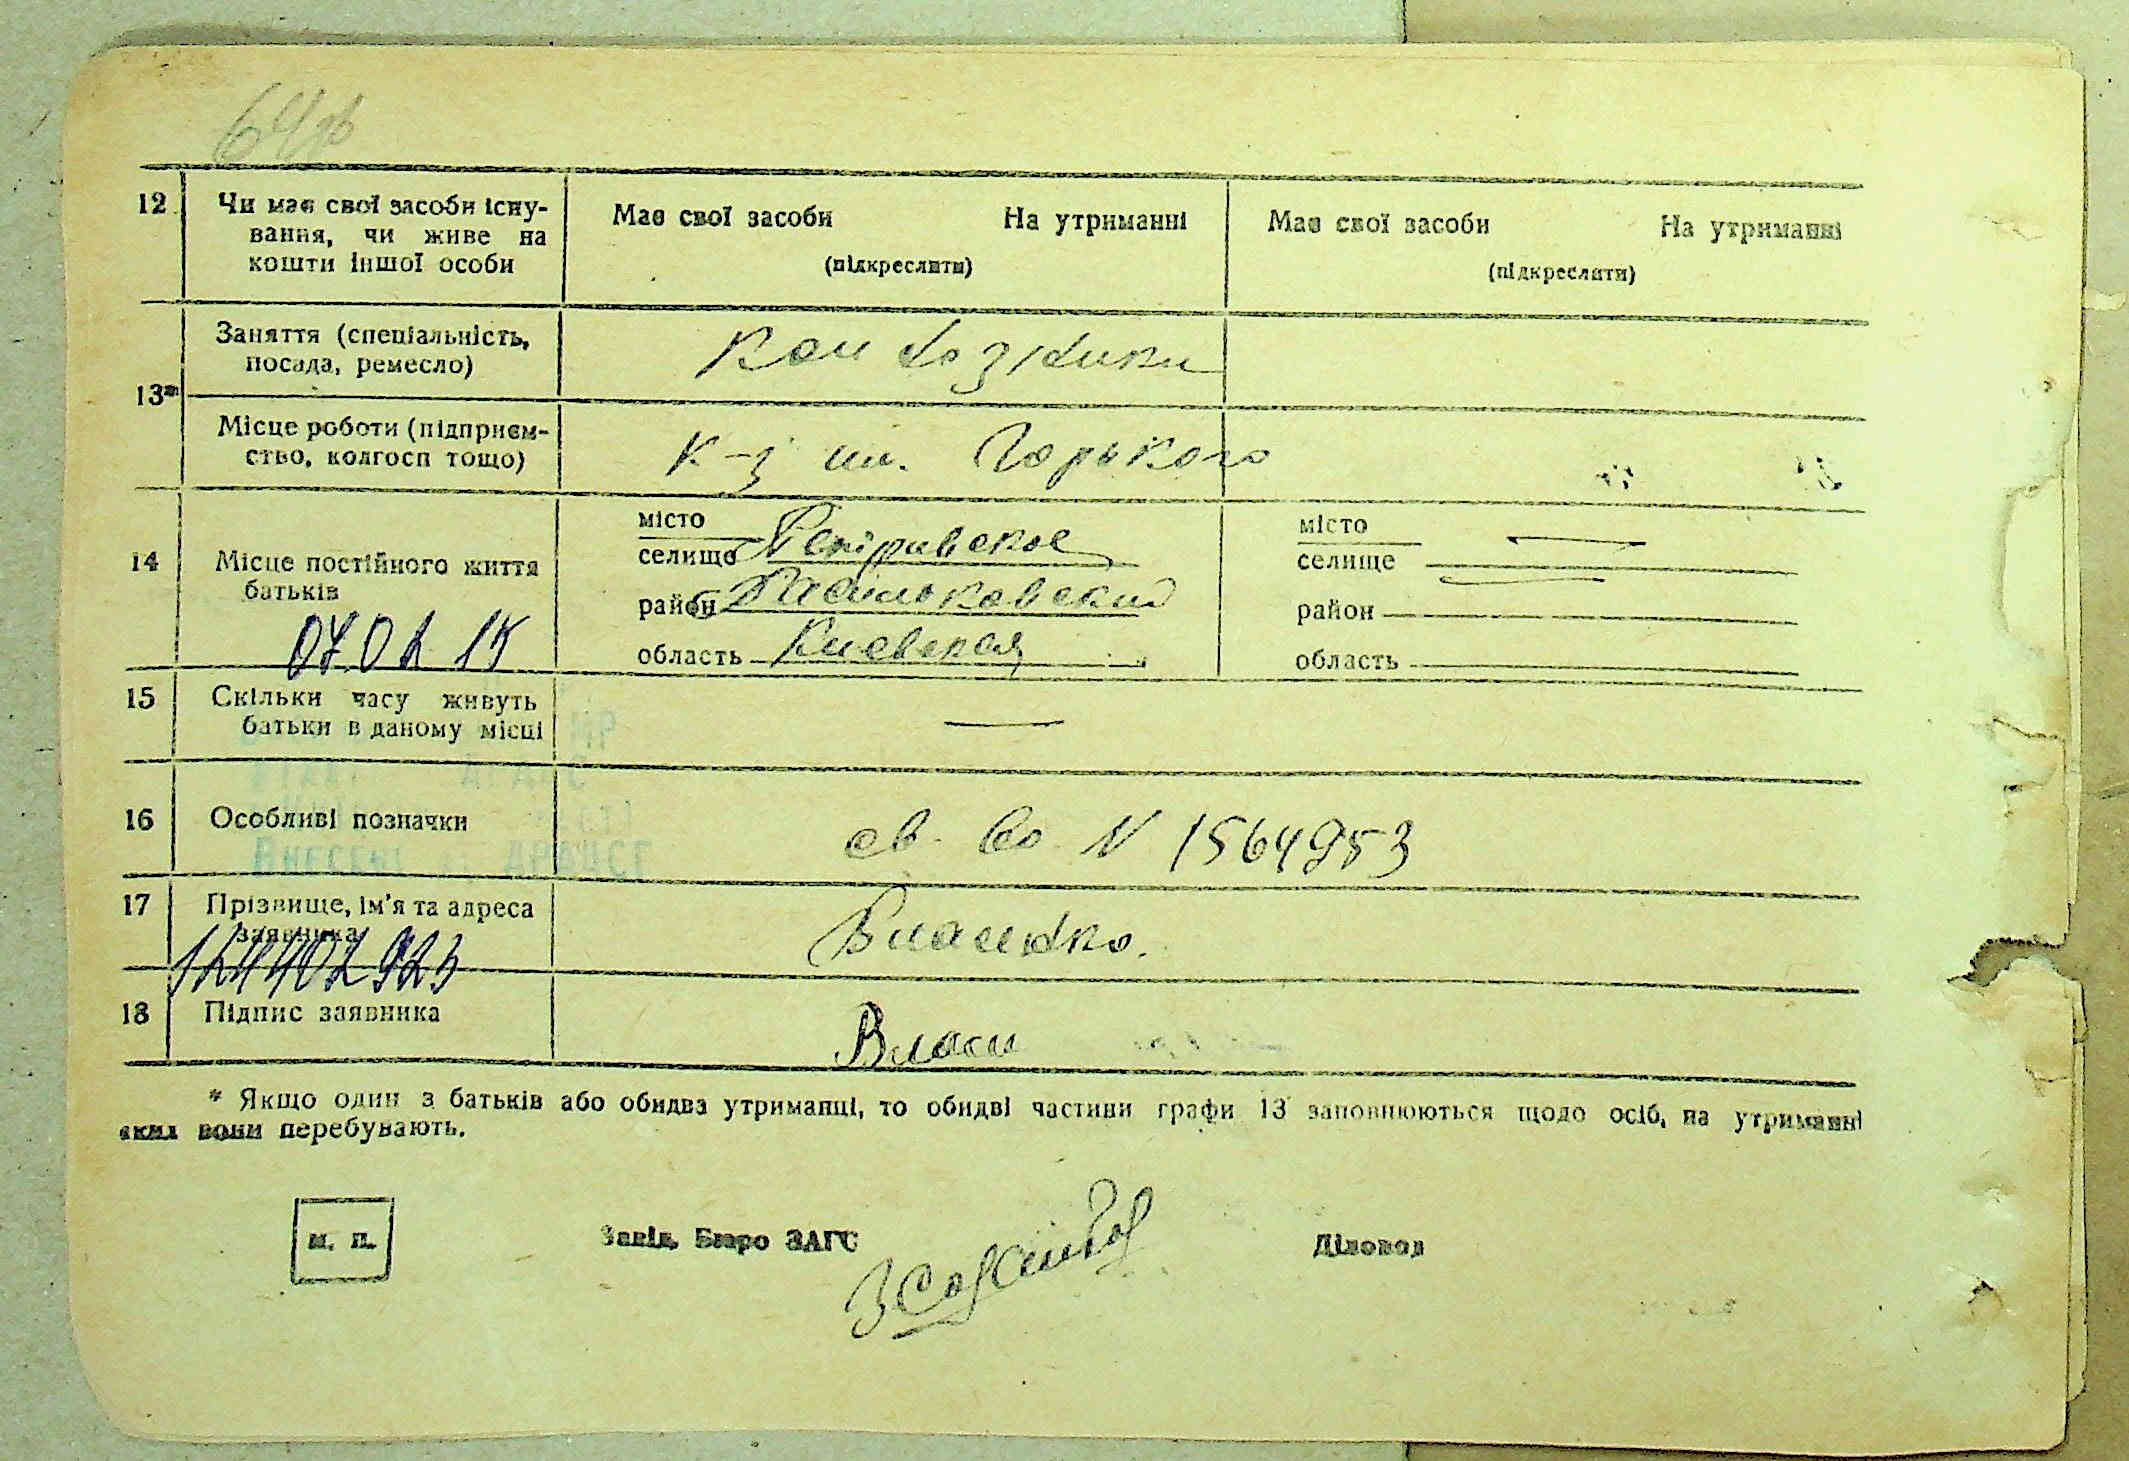 64
12 Чи має свої засоби існу-
вання, чи живе на
кошти іншої особи
Має свої засоби На утриманні
(підкреслити)
Має свої засоби На утриманні
(підкреслити)
13* Заняття (спеціальність,
посада, ремесло)
Колхозники
Місце роботи (підприєм-
ство, колгосп тощо)
к-з им. Горького
14 Місце постійного життя
батьків
07.02.15
місто
селище
район
область Киевская
місто
селище
район
область
15 Скільки часу живуть
батьки в даному місці
16 Особливі позначки
св. во N 1564953
17 Прізвище, ім'я та адреса
заявника
Власенко.
18 Підпис заявника
Власи
* Якщо один з батьків або обидва утриманці, то обидві частини графи 13 заповнюються щодо осіб, на утриманні
яких вони перебувають.
м. п.
Завід. Бюро ЗАГС
Діловод